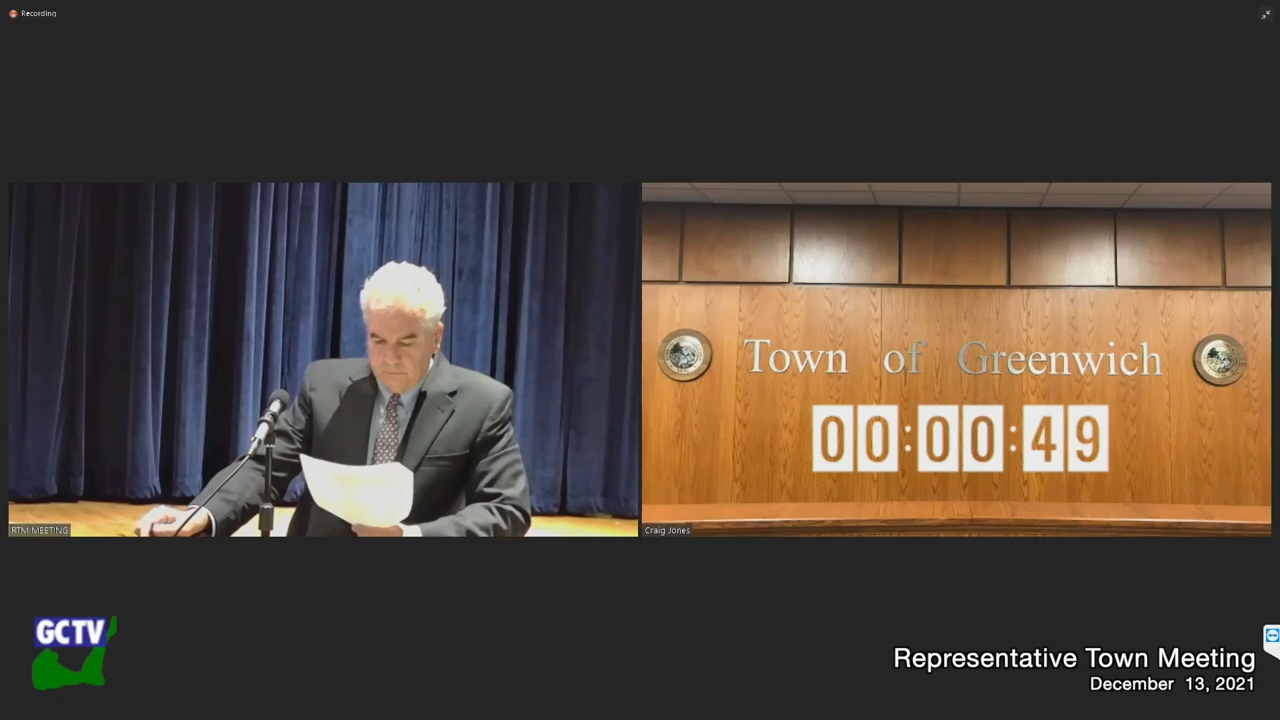 Recording
Town of Greenwich
00:00:49
RTM MEETING
Craig Jones
GCTV
Representative Town Meeting
December 13, 2021